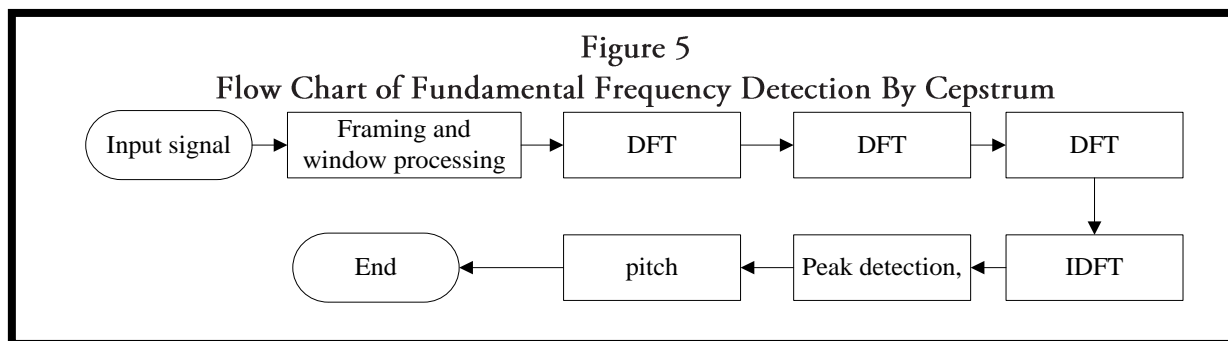 Figure 5
Flow Chart of Fundamental Frequency Detection By Cepstrum
Input signal
Framing and
window processing
DFT
DFT
DFT
IDFT
Peak detection,
pitch
End